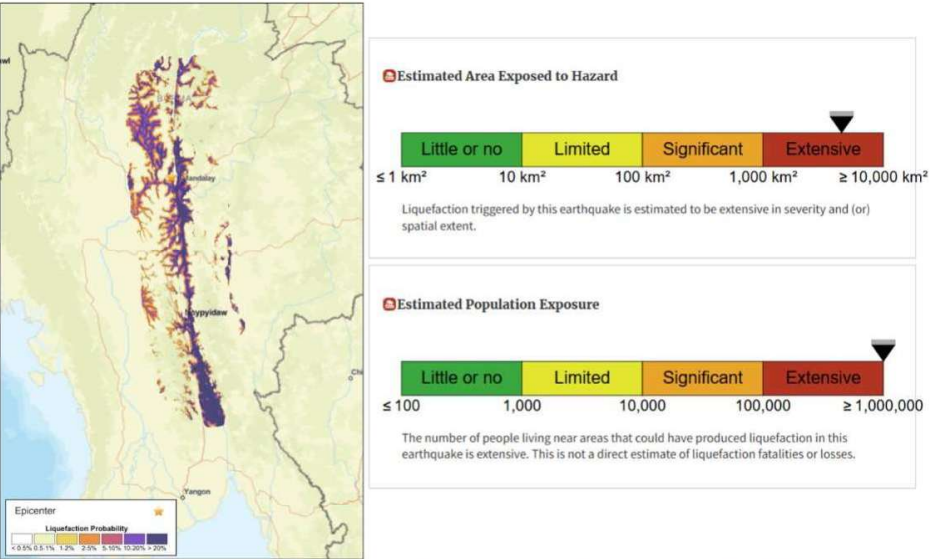 Mandalay
Naypyidaw
Yangon
Epicenter
Liquefaction Probability
< 0.5% 0.5-1% 1-2% 2-5% 5-10% 10-20% > 20%
Estimated Area Exposed to Hazard
Little or no Limited Significant Extensive
≤ 1 km² 10 km² 100 km² 1,000 km² ≥ 10,000 km²
Liquefaction triggered by this earthquake is estimated to be extensive in severity and (or)
spatial extent.
Estimated Population Exposure
Little or no Limited Significant Extensive
≤ 100 1,000 10,000 100,000 ≥ 1,000,000
The number of people living near areas that could have produced liquefaction in this
earthquake is extensive. This is not a direct estimate of liquefaction fatalities or losses.